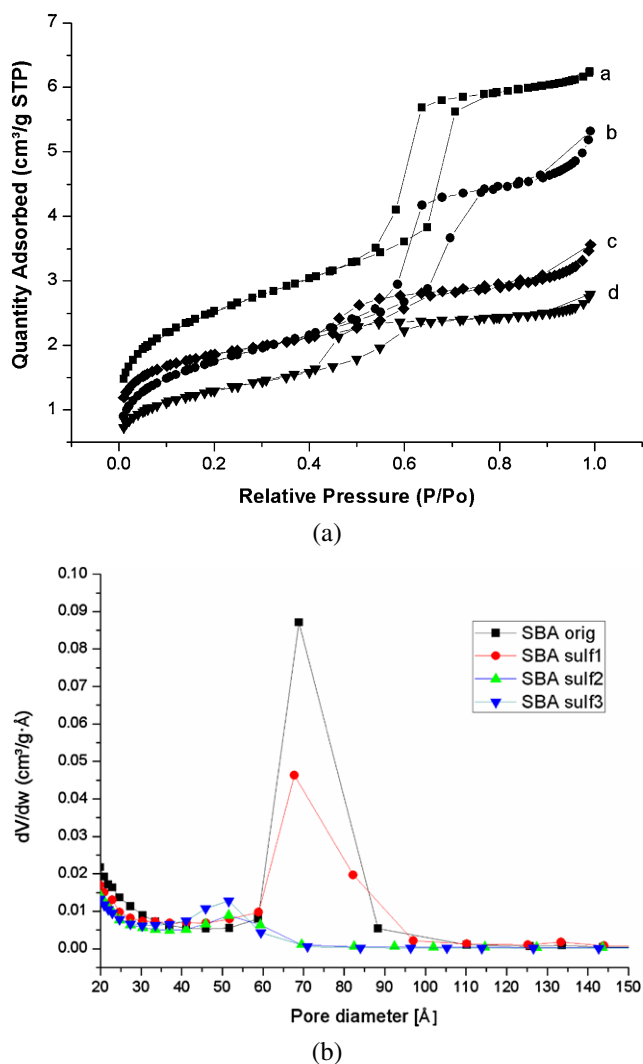 7
6
5
4
3
2
1
Quantity Adsorbed (cm³/g STP)
a
b
c
d
0.0 0.2 0.4 0.6 0.8 1.0
Relative Pressure (P/Po)
(a)
0.10
0.09
0.08
0.07
0.06
0.05
0.04
0.03
0.02
0.01
0.00
dV/dw (cm³/g·Å)
SBA orig
SBA sulf1
SBA sulf2
SBA sulf3
20 30 40 50 60 70 80 90 100 110 120 130 140 150
Pore diameter [Å]
(b)